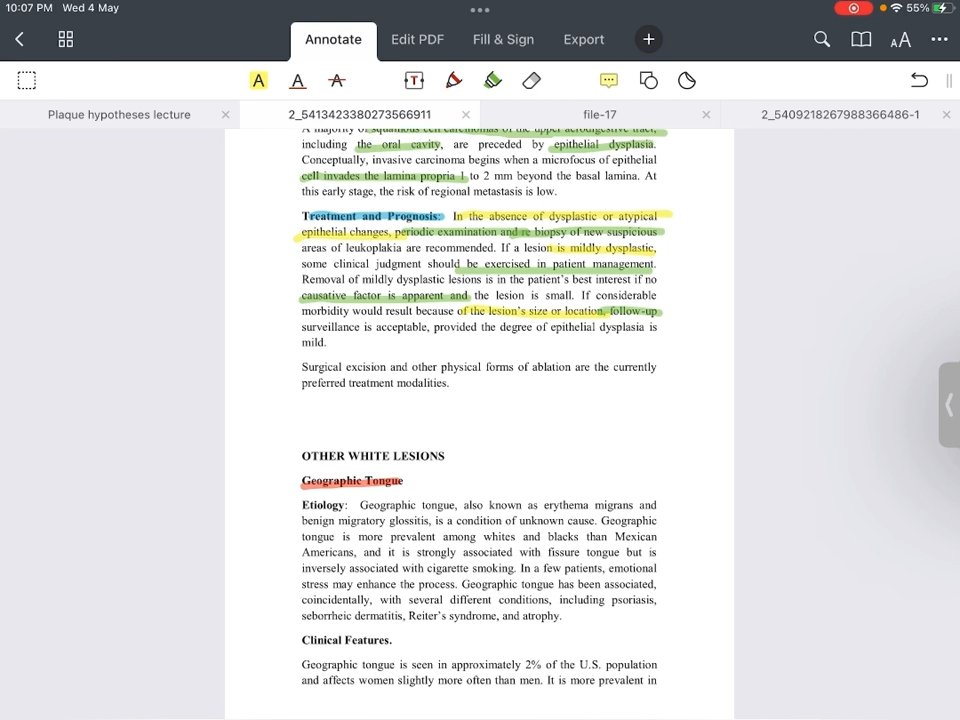 10:07 PM Wed 4 May
55%
Annotate Edit PDF Fill & Sign Export
A A A T AA
Plaque hypotheses lecture 2_5413423380273566911 file-17 2_5409218267988366486-1
A majority of squamous cell carcinomas of the upper aerodigestive tract,
including the oral cavity, are preceded by epithelial dysplasia.
Conceptually, invasive carcinoma begins when a microfocus of epithelial
cell invades the lamina propria 1 to 2 mm beyond the basal lamina. At
this early stage, the risk of regional metastasis is low.
Treatment and Prognosis: In the absence of dysplastic or atypical
epithelial changes, periodic examination and re biopsy of new suspicious
areas of leukoplakia are recommended. If a lesion is mildly dysplastic,
some clinical judgment should be exercised in patient management.
Removal of mildly dysplastic lesions is in the patient's best interest if no
causative factor is apparent and the lesion is small. If considerable
morbidity would result because of the lesion's size or location, follow-up
surveillance is acceptable, provided the degree of epithelial dysplasia is
mild.
Surgical excision and other physical forms of ablation are the currently
preferred treatment modalities.
OTHER WHITE LESIONS
Geographic Tongue
Etiology: Geographic tongue, also known as erythema migrans and
benign migratory glossitis, is a condition of unknown cause. Geographic
tongue is more prevalent among whites and blacks than Mexican
Americans, and it is strongly associated with fissure tongue but is
inversely associated with cigarette smoking. In a few patients, emotional
stress may enhance the process. Geographic tongue has been associated,
coincidentally, with several different conditions, including psoriasis,
seborrheic dermatitis, Reiter's syndrome, and atrophy.
Clinical Features.
Geographic tongue is seen in approximately 2% of the U.S. population
and affects women slightly more often than men. It is more prevalent in